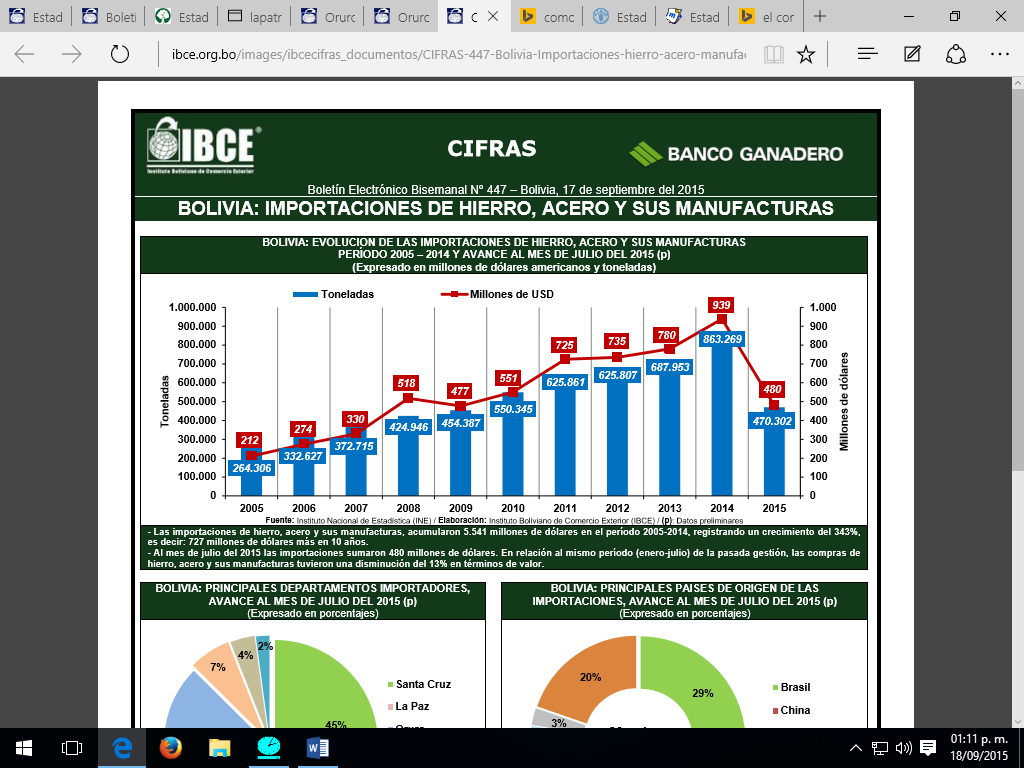 Estad
Boleti
Estad
lapatr
Orurc
Orurc
C
comc
Estad
Estad
el cor
ibce.org.bo/images/ibcecifras_documentos/CIFRAS-447-Bolivia-Importaciones-hierro-acero-manufac
IBCE®
Instituto Boliviano de Comercio Exterior
CIFRAS
BANCO GANADERO
Boletín Electrónico Bisemanal Nº 447 – Bolivia, 17 de septiembre del 2015
BOLIVIA: IMPORTACIONES DE HIERRO, ACERO Y SUS MANUFACTURAS
BOLIVIA: EVOLUCION DE LAS IMPORTACIONES DE HIERRO, ACERO Y SUS MANUFACTURAS
PERÍODO 2005 – 2014 Y AVANCE AL MES DE JULIO DEL 2015 (p)
(Expresado en millones de dólares americanos y toneladas)
Toneladas
Millones de USD
1.000.000
900.000
800.000
700.000
600.000
500.000
400.000
300.000
200.000
100.000
0
Toneladas
212
274
330
518
477
551
725
735
780
939
480
264.306
332.627
372.715
424.946
454.387
550.345
625.861
625.807
687.953
863.269
470.302
1.000
900
800
700
600
500
400
300
200
100
0
Millones de dólares
2005
2006
2007
2008
2009
2010
2011
2012
2013
2014
2015
Fuente: Instituto Nacional de Estadística (INE) / Elaboración: Instituto Boliviano de Comercio Exterior (IBCE) / (p): Datos preliminares
- Las importaciones de hierro, acero y sus manufacturas, acumularon 5.541 millones de dólares en el período 2005-2014, registrando un crecimiento del 343%,
es decir: 727 millones de dólares más en 10 años.
- Al mes de julio del 2015 las importaciones sumaron 480 millones de dólares. En relación al mismo período (enero-julio) de la pasada gestión, las compras de
hierro, acero y sus manufacturas tuvieron una disminución del 13% en términos de valor.
BOLIVIA: PRINCIPALES DEPARTAMENTOS IMPORTADORES,
AVANCE AL MES DE JULIO DEL 2015 (p)
(Expresado en porcentajes)
2%
4%
7%
45%
Santa Cruz
La Paz
BOLIVIA: PRINCIPALES PAISES DE ORIGEN DE LAS
IMPORTACIONES, AVANCE AL MES DE JULIO DEL 2015 (p)
(Expresado en porcentajes)
20%
29%
3%
Brasil
China
01:11 p. m.
18/09/2015